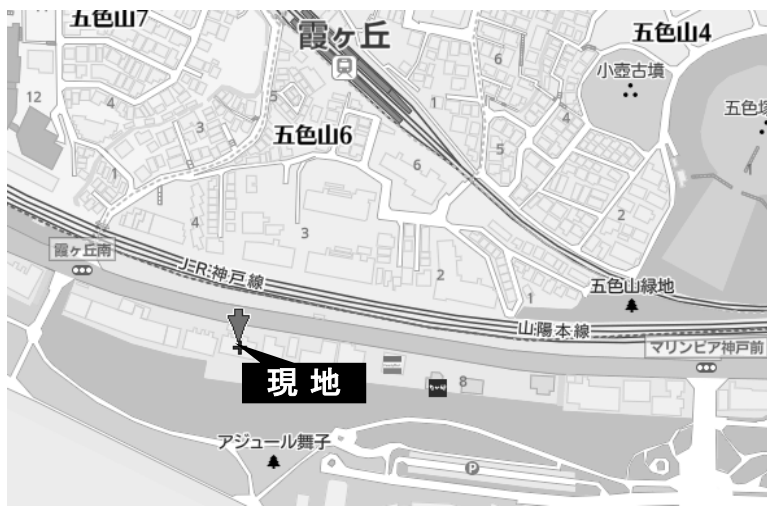 五色山7
霞ヶ丘
五色山4
小壺古墳
五色塚
12
4
3
5
1
6
4
五色山6
5
6
1
2
1
4
3
霞ヶ丘南
JR神戸線
2
1
五色山緑地
山陽本線
マリンピア神戸前
現地
8
アジュール舞子
P